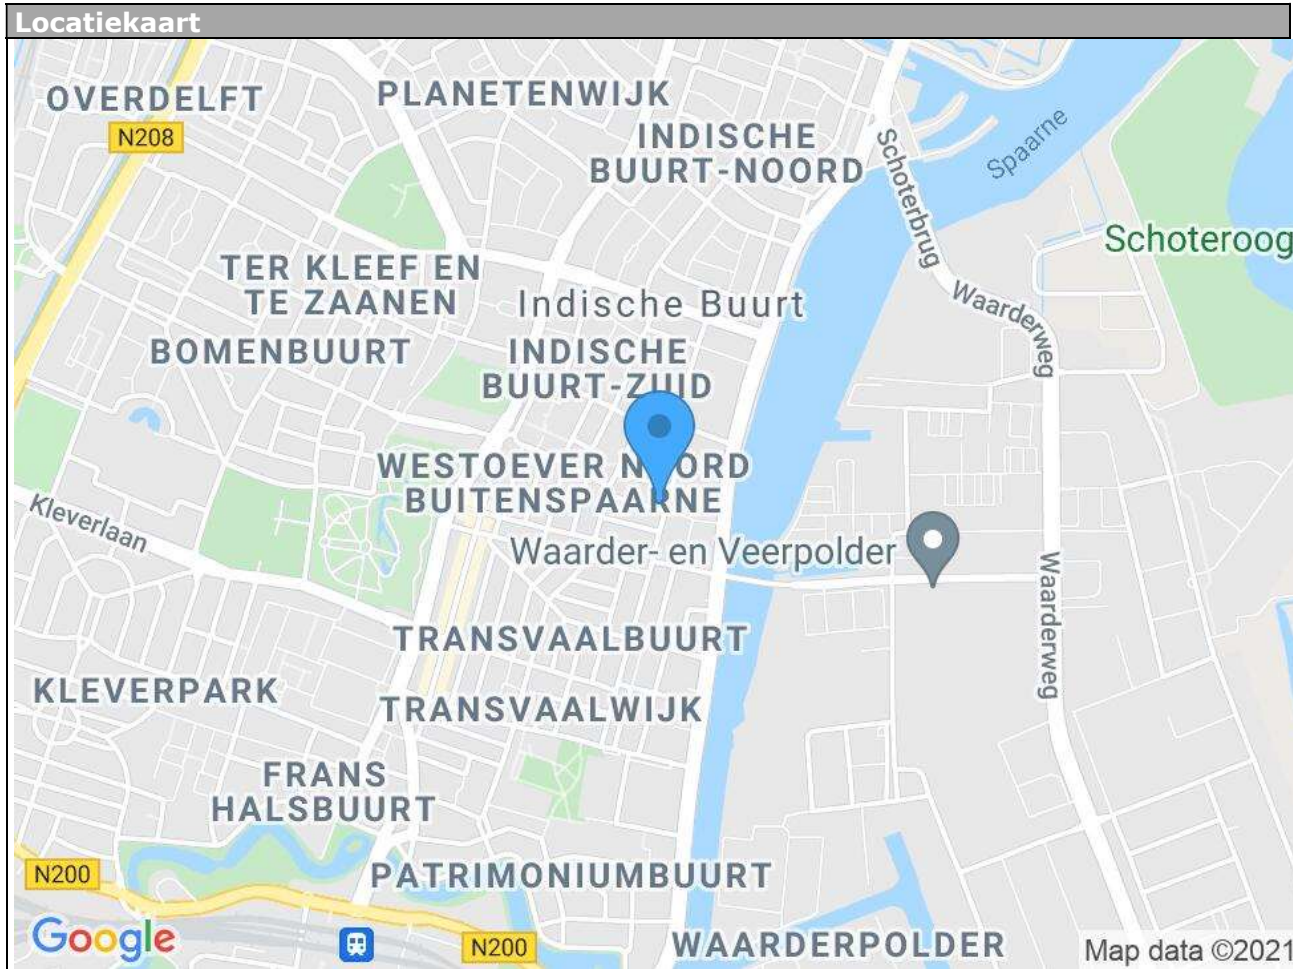 Locatiekaart
OVERDELFT
PLANETENWIJK
N208
INDISCHE
BUURT-NOORD
Spaarne
Schoterbrug
Schoteroog
TER KLEEF EN
TE ZAANEN
Indische Buurt
Waarderweg
BOMENBUURT
INDISCHE
BUURT-ZUID
WESTOEVER NOORD
BUITENSPAARNE
Kleverlaan
Waarder- en Veerpolder
Waarderweg
TRANSVAALBUURT
KLEVERPARK
TRANSVAALWIJK
FRANS
HALSBUURT
N200
PATRIMONIUMBUURT
Google
N200
WAARDERPOLDER
Map data ©2021